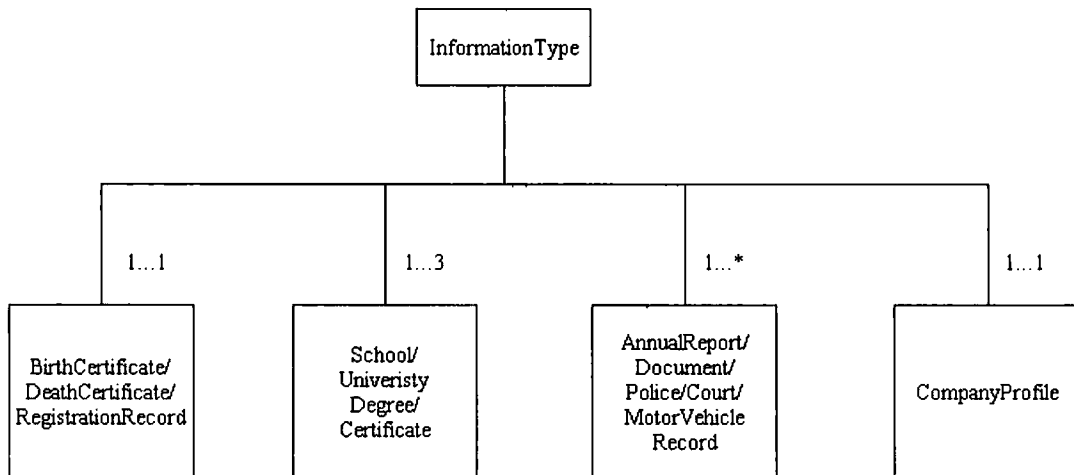 InformationType
1...1
1...3
1...*
1...1
BirthCertificate/
DeathCertificate/
RegistrationRecord
School/
Univeristy
Degree/
Certificate
AnnualReport/
Document/
Police/Court/
MotorVehicle
Record
CompanyProfile